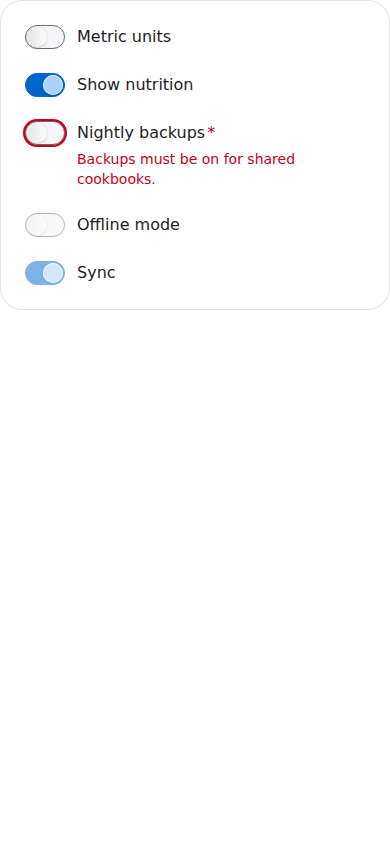 Metric units
Show nutrition
Nightly backups*
Backups must be on for shared
cookbooks.
Offline mode
Sync